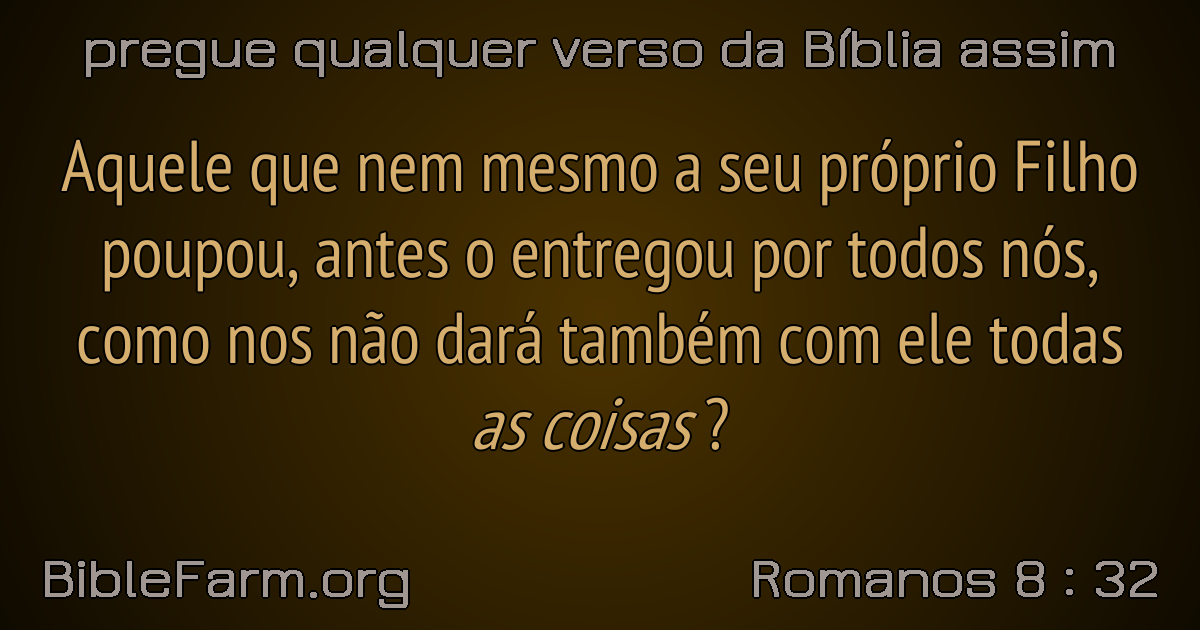 pregue qualquer verso da Bíblia assim
Aquele que nem mesmo a seu próprio Filho
poupou, antes o entregou por todos nós,
como nos não dará também com ele todas
as coisas ?
BibleFarm.org
Romanos 8 : 32